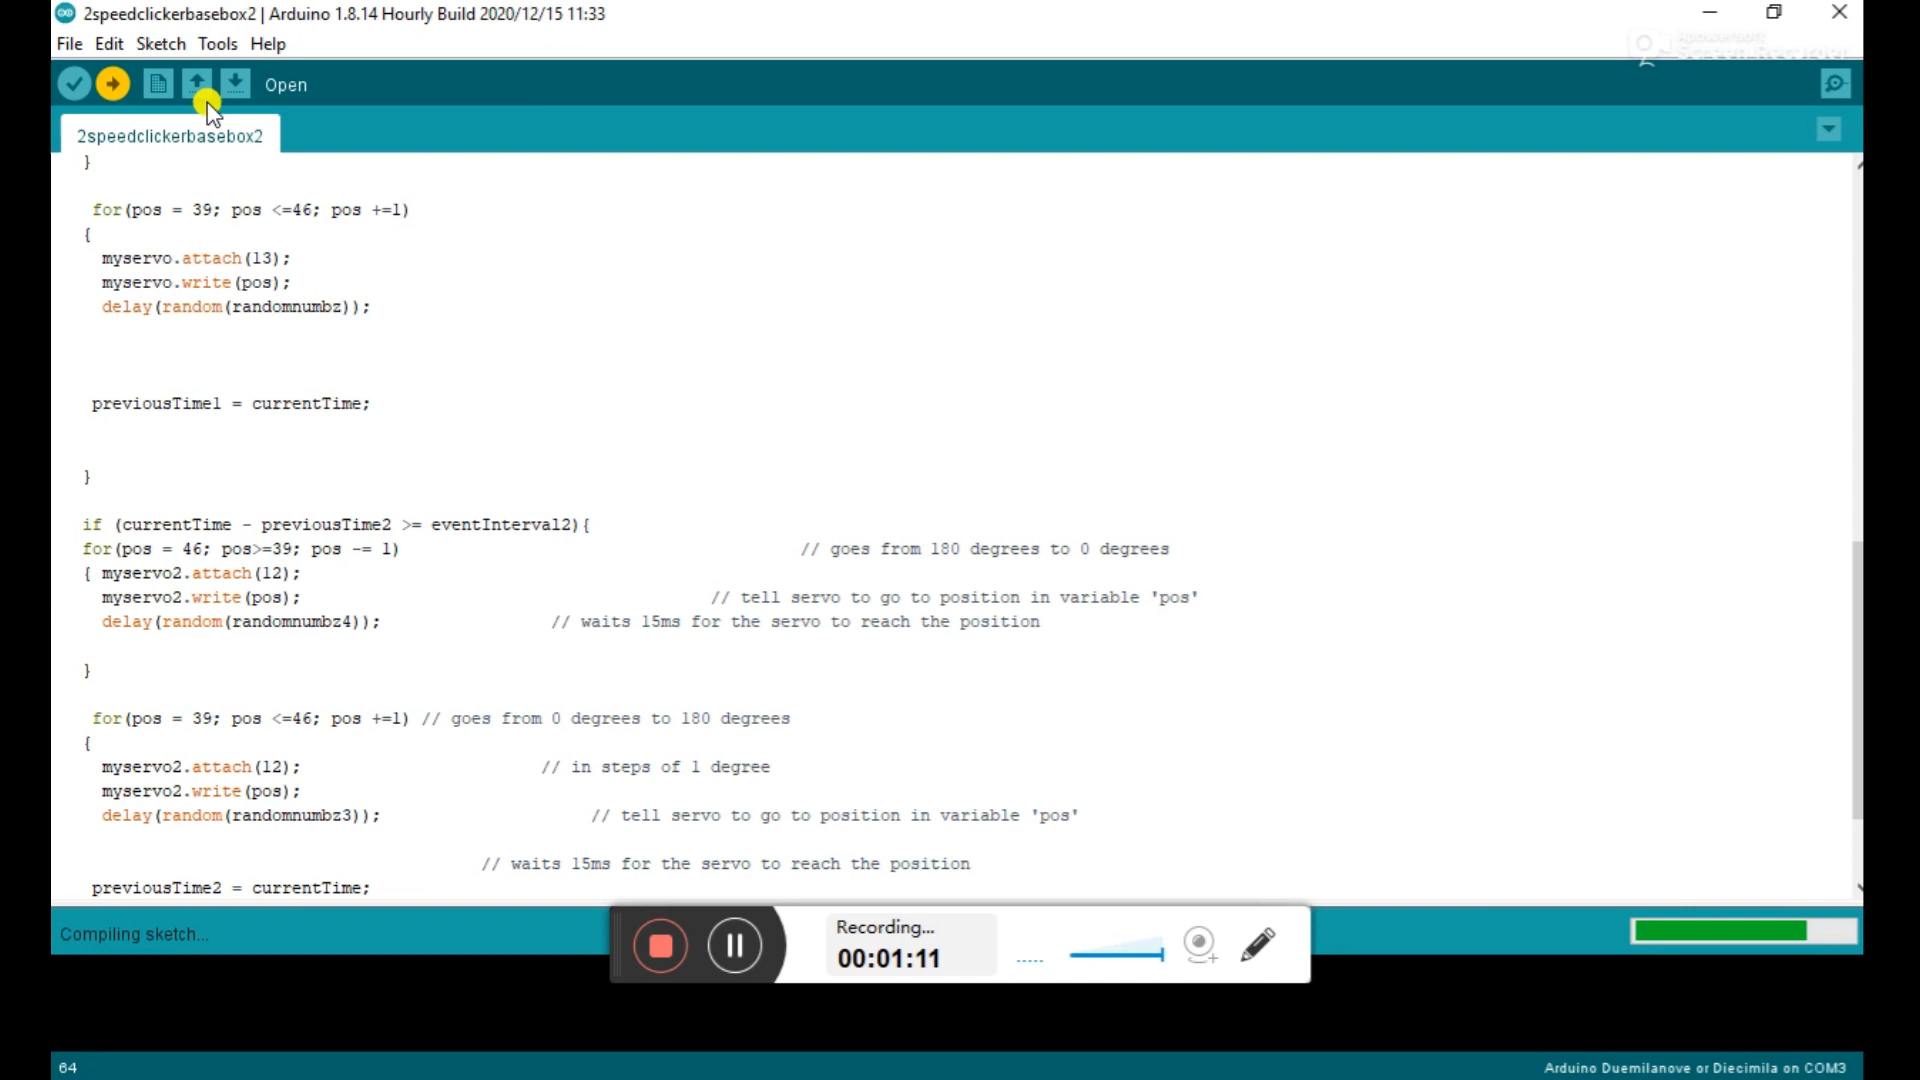 2speedclickerbasebox2 | Arduino 1.8.14 Hourly Build 2020/12/15 11:33
File Edit Sketch Tools Help
Apowersoft
Screen Recorder
Open
2speedclickerbasebox2
}
for(pos = 39; pos <=46; pos +=1)
{
myservo.attach(13);
myservo.write(pos);
delay(random(randomnumbz));
previousTime1 = currentTime;
}
if (currentTime - previousTime2 >= eventInterval2){
for(pos = 46; pos>=39; pos -= 1) // goes from 180 degrees to 0 degrees
{ myservo2.attach(12);
myservo2.write(pos); // tell servo to go to position in variable 'pos'
delay(random(randomnumbz4)); // waits 15ms for the servo to reach the position
}
for(pos = 39; pos <=46; pos +=1) // goes from 0 degrees to 180 degrees
{
myservo2.attach(12); // in steps of 1 degree
myservo2.write(pos);
delay(random(randomnumbz3)); // tell servo to go to position in variable 'pos'
// waits 15ms for the servo to reach the position
previousTime2 = currentTime;
Compiling sketch...
Recording...
00:01:11
64
Arduino Duemilanove or Diecimila on COM3